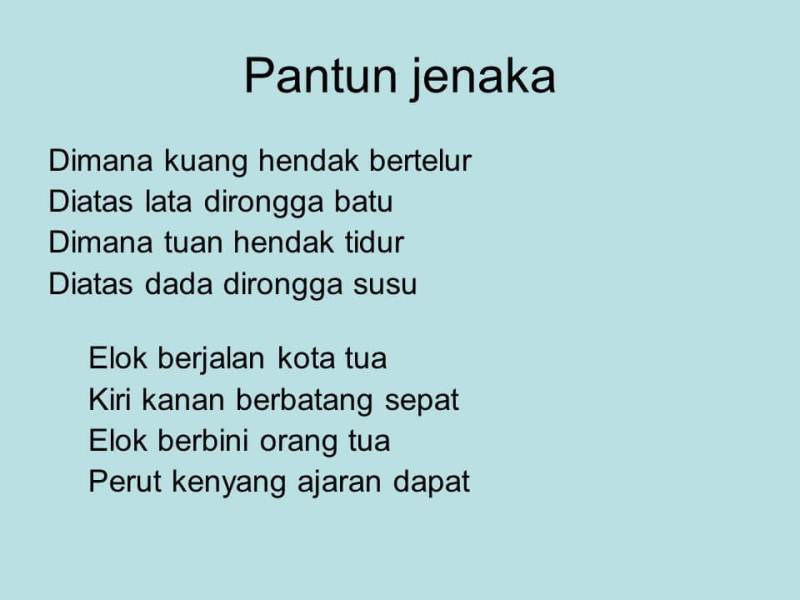 Pantun jenaka
Dimana kuang hendak bertelur
Diatas lata dirongga batu
Dimana tuan hendak tidur
Diatas dada dirongga susu
Elok berjalan kota tua
Kiri kanan berbatang sepat
Elok berbini orang tua
Perut kenyang ajaran dapat